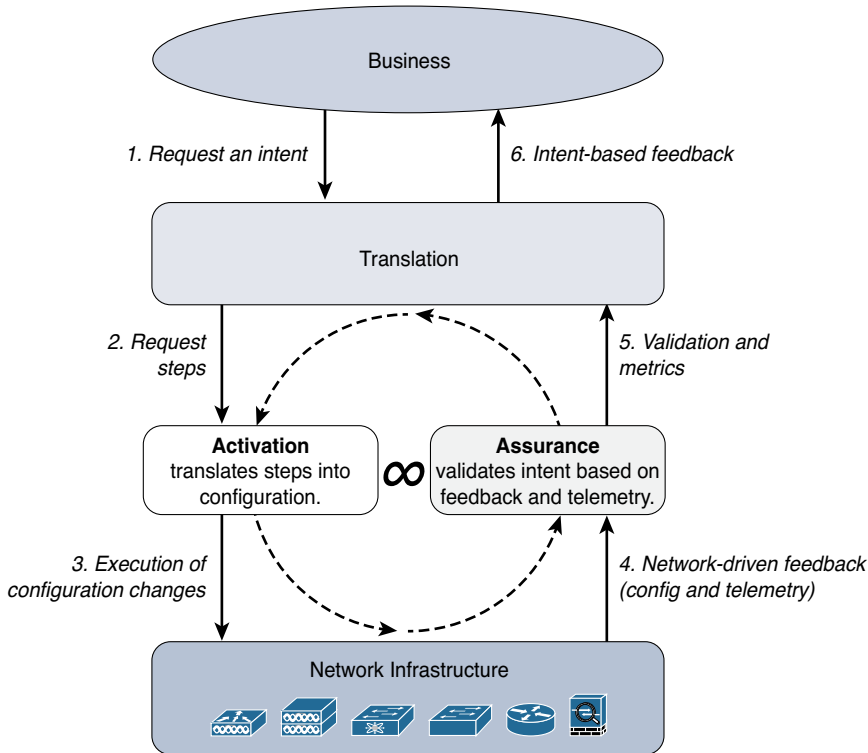 Business
1. Request an intent
6. Intent-based feedback
Translation
2. Request
steps
5. Validation and
metrics
Activation
translates steps into
configuration.
∞
Assurance
validates intent based on
feedback and telemetry.
3. Execution of
configuration changes
4. Network-driven feedback
(config and telemetry)
Network Infrastructure